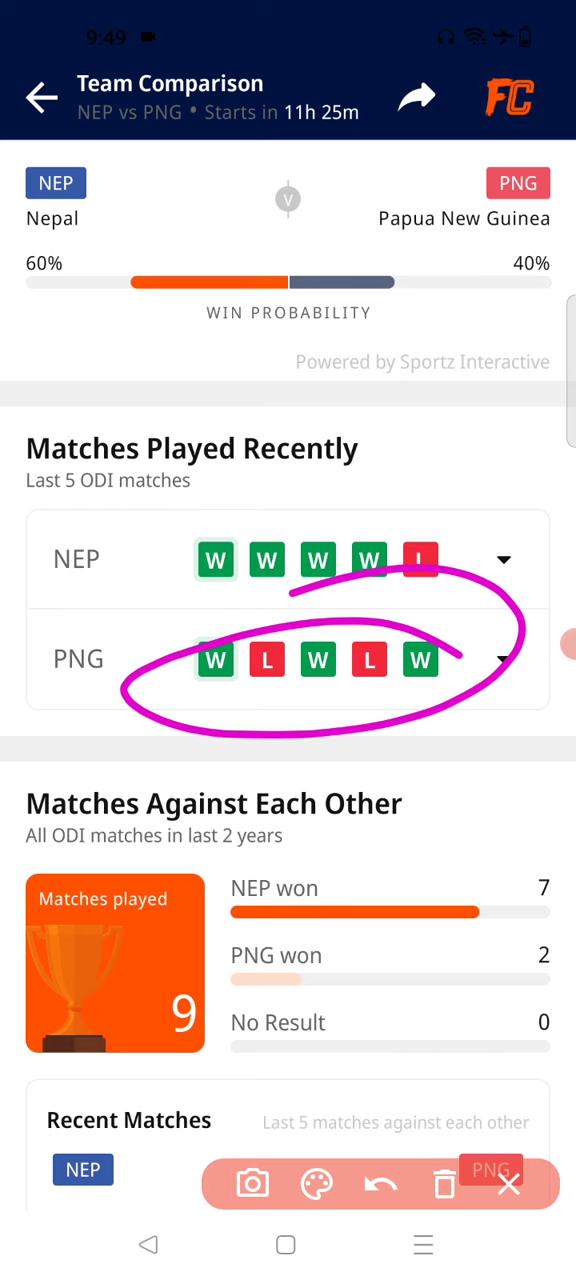 9:49
Team Comparison
NEP vs PNG • Starts in 11h 25m
FC
NEP
V
PNG
Nepal
Papua New Guinea
60%
40%
WIN PROBABILITY
Powered by Sportz Interactive
Matches Played Recently
Last 5 ODI matches
NEP W W W W L
PNG W L W L W
Matches Against Each Other
All ODI matches in last 2 years
Matches played
9
NEP won 7
PNG won 2
No Result 0
Recent Matches
Last 5 matches against each other
NEP
PNG